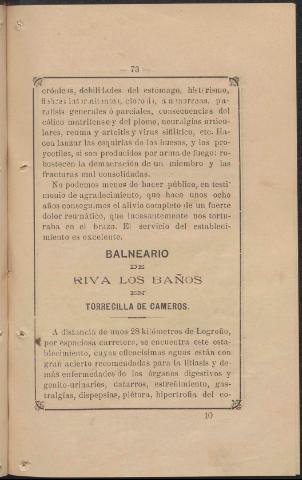 — 73 —
crónicas, debilidades del estómago, histirismo,
fiebres intermitentes, clorosis, amenorreas, pa-
rálisis generales ó parciales, consecuencias del
cólico matritense y del plomo, neuralgias articu-
lares, reuma y artritis y virus sifilítico, etc. Ha-
cen lanzar las esquirlas de los huesos, y los pro-
yectiles, si son producidos por arma de fuego: ro-
bustecen la demacración de un miembro y las
fracturas mal consolidadas.
No podemos menos de hacer público, en testi-
monio de agradecimiento, que hace unos ocho
años conseguimos el alivio completo de un fuerte
dolor reumático, que incesantemente nos tortu-
raba en el brazo. El servicio del estableci-
miento es excelente.
BALNEARIO
DE
RIVA LOS BAÑOS
EN
TORRECILLA DE CAMEROS.
A distancia de unos 28 kilómetros de Logroño,
por espaciosa carretera, se encuentra este esta-
blecimiento, cuyas eficacísimas aguas están con
gran acierto recomendadas para la litiasis y de-
más enfermedades de los órganos digestivos y
genito-urinarios, catarros, estreñimiento, gas-
tralgias, dispepsias, plétora, hipertrofia del co-
10